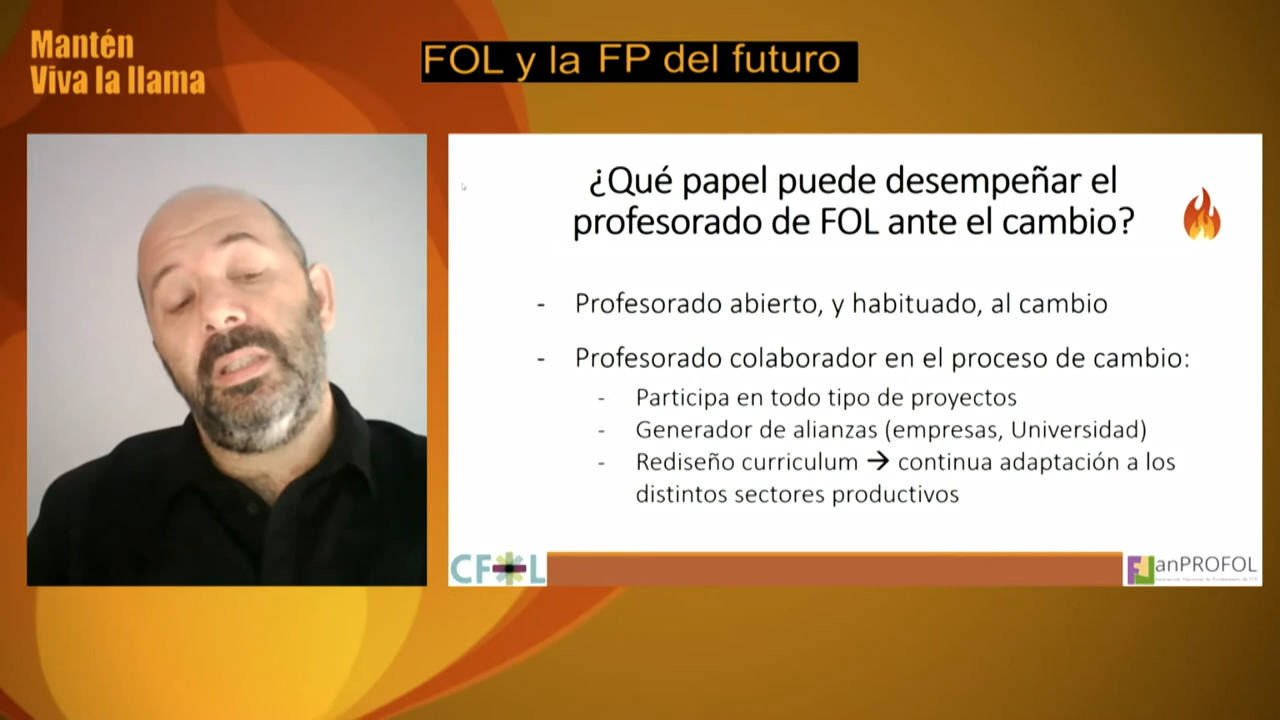 Mantén
Viva la llama
FOL y la FP del futuro
¿Qué papel puede desempeñar el
profesorado de FOL ante el cambio?
- Profesorado abierto, y habituado, al cambio
- Profesorado colaborador en el proceso de cambio:
- Participa en todo tipo de proyectos
- Generador de alianzas (empresas, Universidad)
- Rediseño curriculum → continua adaptación a los
distintos sectores productivos
CFOL
anPROFOL